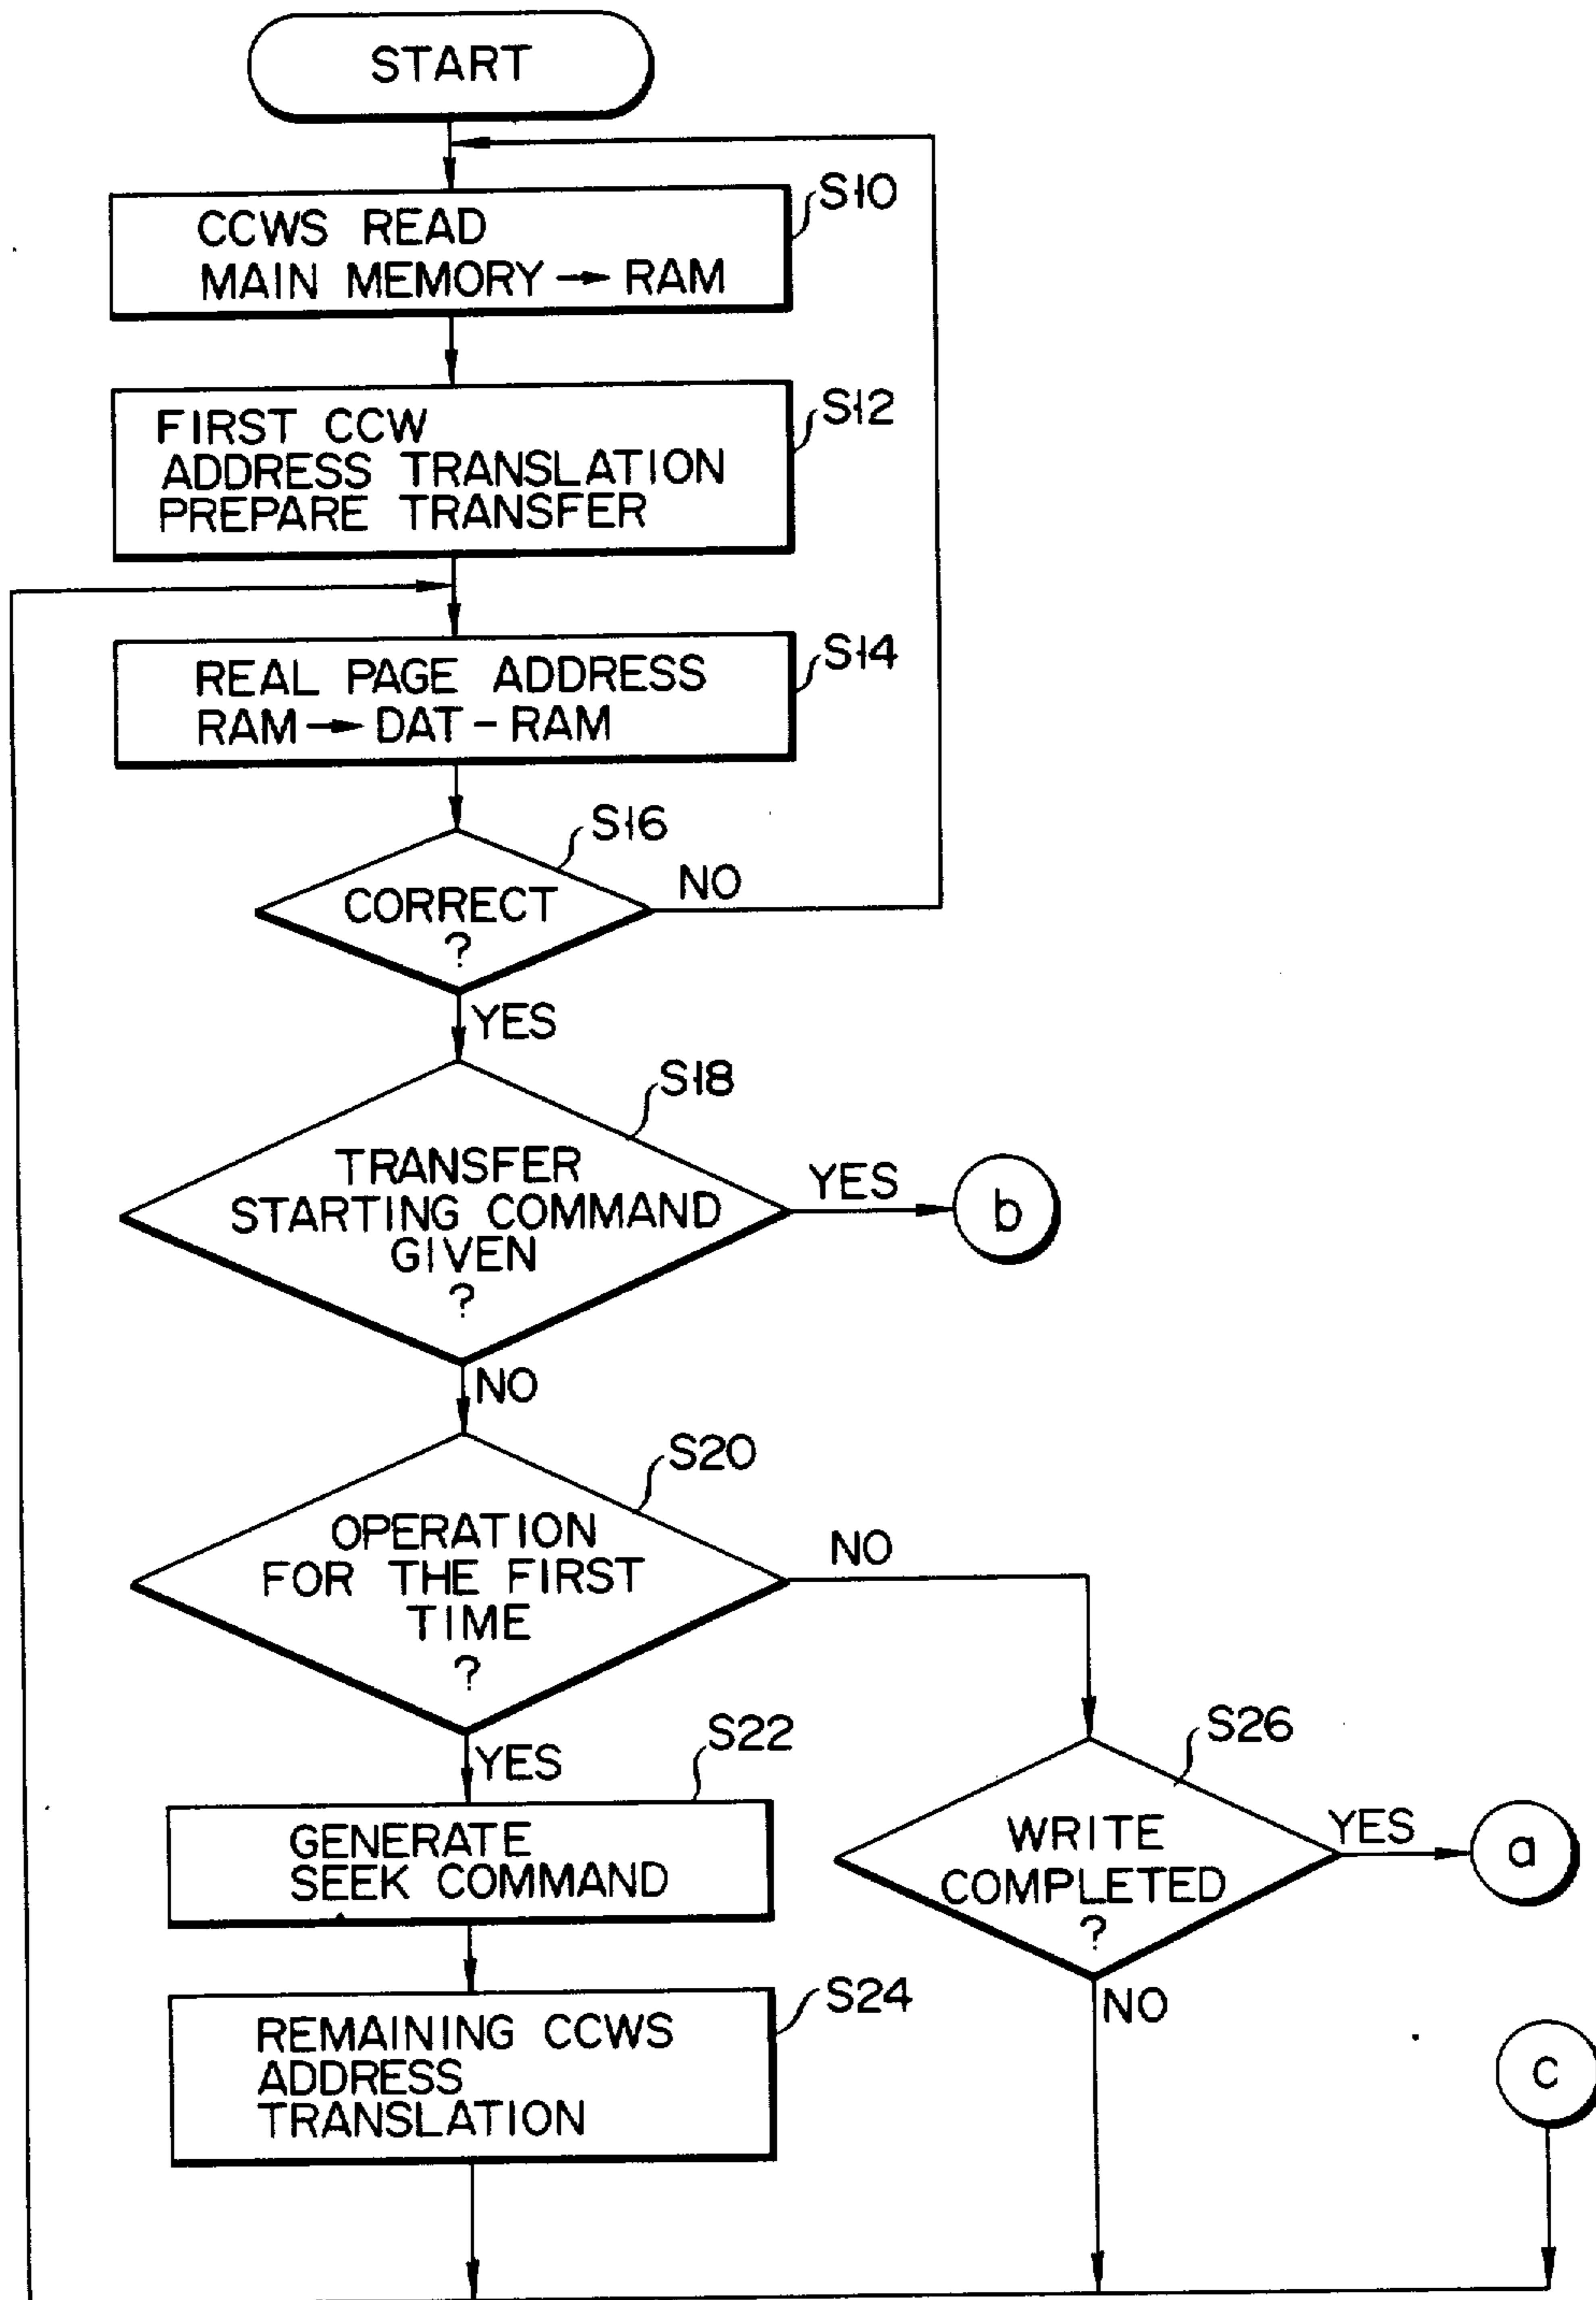 START
S10
CCWS READ
MAIN MEMORY → RAM
S12
FIRST CCW
ADDRESS TRANSLATION
PREPARE TRANSFER
S14
REAL PAGE ADDRESS
RAM → DAT-RAM
S16
CORRECT
?
NO
YES
S18
TRANSFER
STARTING COMMAND
GIVEN
?
YES
b
NO
S20
OPERATION
FOR THE FIRST
TIME
?
NO
YES
S22
GENERATE
SEEK COMMAND
S26
WRITE
COMPLETED
?
YES
a
NO
S24
REMAINING CCWS
ADDRESS
TRANSLATION
c